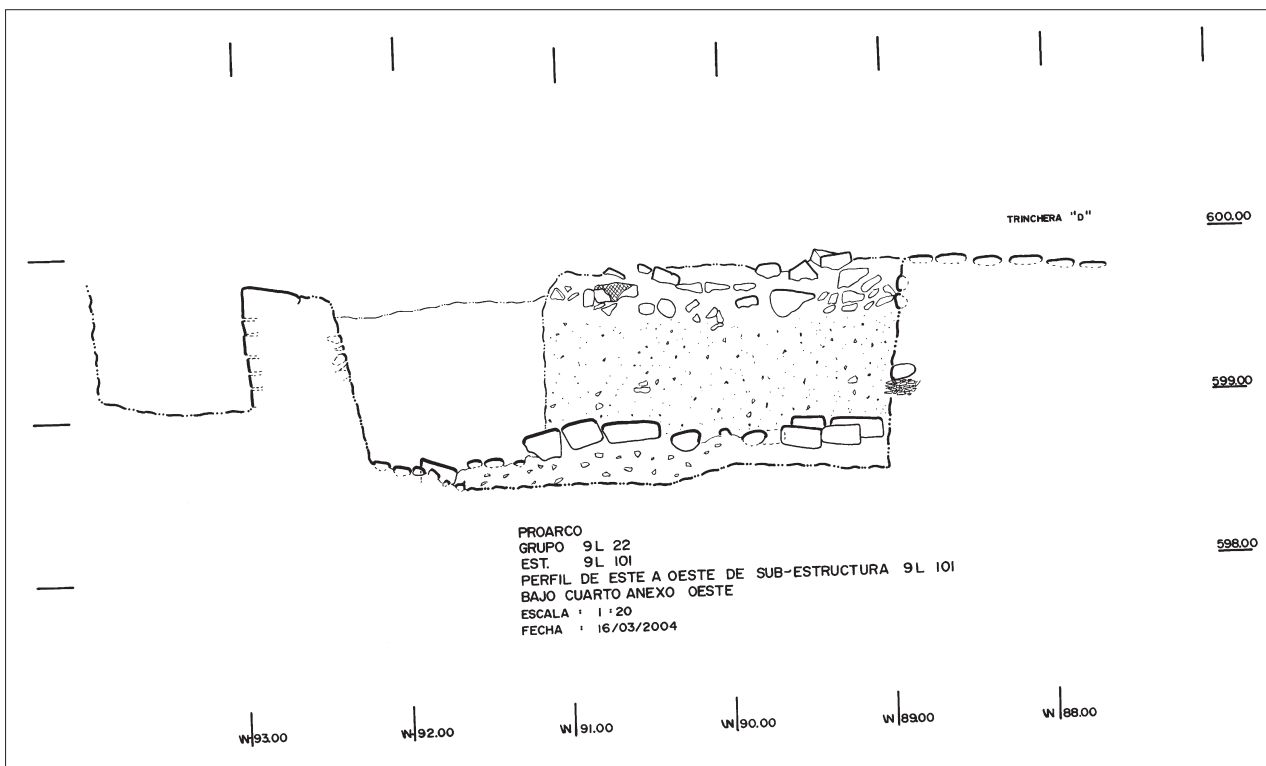 TRINCHERA "D"
600.00
599.00
598.00
PROARCO
GRUPO 9L 22
EST. 9L 101
PERFIL DE ESTE A OESTE DE SUB-ESTRUCTURA 9L 101
BAJO CUARTO ANEXO OESTE
ESCALA : 1:20
FECHA : 16/03/2004
W 93.00 W 92.00 W 91.00 W 90.00 W 89.00 W 88.00